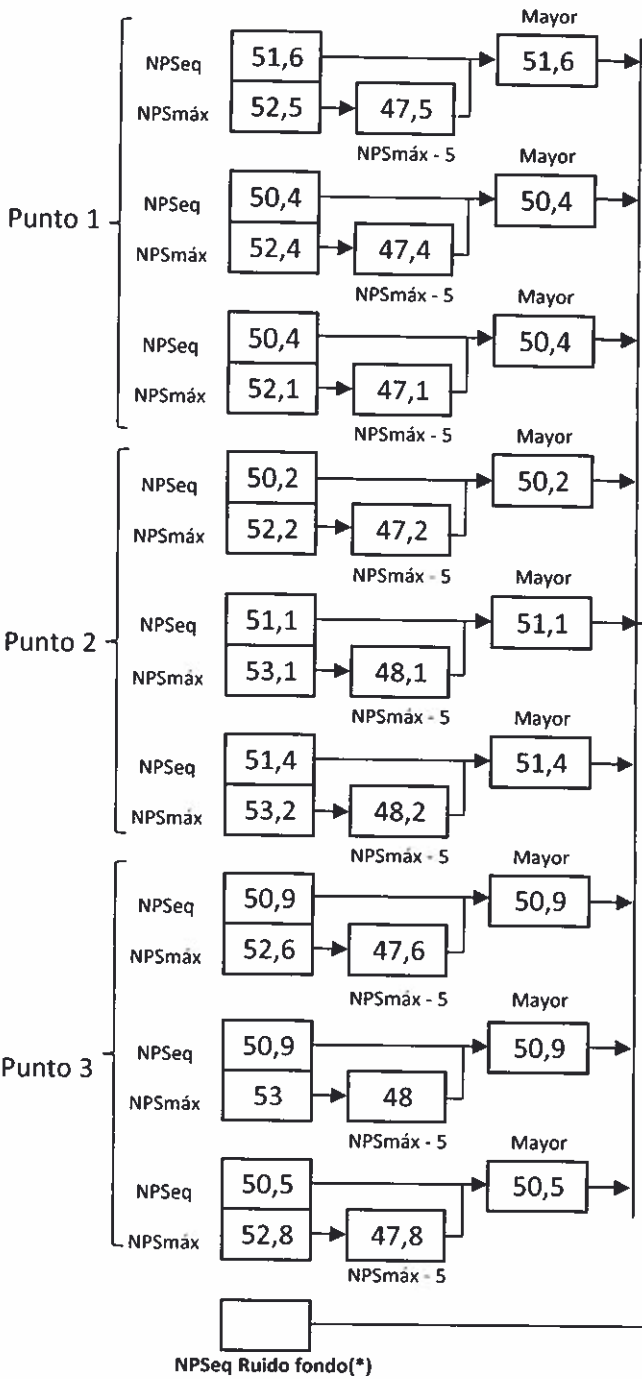 Mayor
NPSeq 51,6 51,6
NPSmáx 52,5 47,5
NPSmáx - 5
Mayor
Punto 1
NPSeq 50,4 50,4
NPSmáx 52,4 47,4
NPSmáx - 5
Mayor
NPSeq 50,4 50,4
NPSmáx 52,1 47,1
NPSmáx - 5
Mayor
NPSeq 50,2 50,2
NPSmáx 52,2 47,2
NPSmáx - 5
Mayor
Punto 2
NPSeq 51,1 51,1
NPSmáx 53,1 48,1
NPSmáx - 5
Mayor
NPSeq 51,4 51,4
NPSmáx 53,2 48,2
NPSmáx - 5
Mayor
NPSeq 50,9 50,9
NPSmáx 52,6 47,6
NPSmáx - 5
Mayor
Punto 3
NPSeq 50,9 50,9
NPSmáx 53 48
NPSmáx - 5
Mayor
NPSeq 50,5 50,5
NPSmáx 52,8 47,8
NPSmáx - 5
NPSeq Ruido fondo(*)